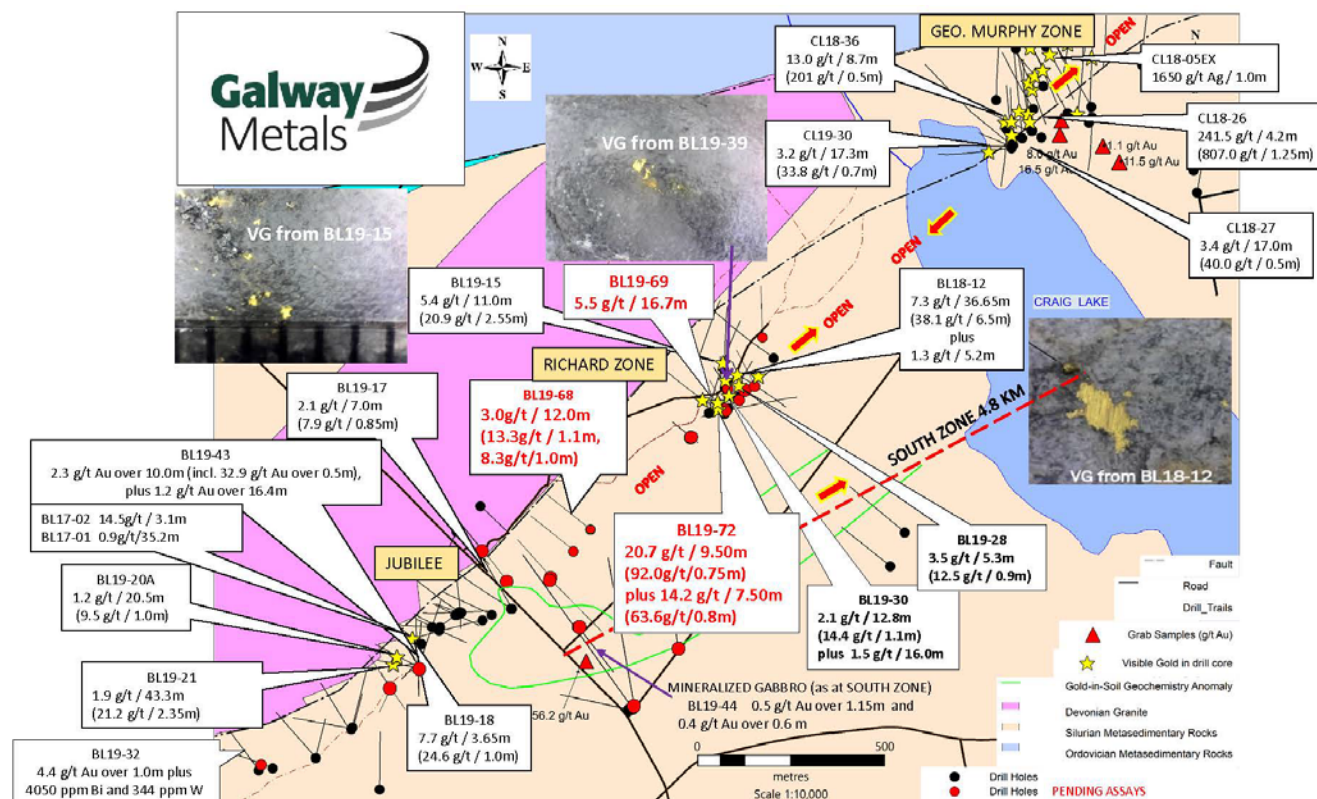 Galway
Metals
N
W E
S
GEO. MURPHY ZONE
OPEN
N
CL18-36
13.0 g/t / 8.7m
(201 g/t / 0.5m)
CL18-05EX
1650 g/t Ag / 1.0m
VG from BL19-39
CL19-30
3.2 g/t / 17.3m
(33.8 g/t / 0.7m)
CL18-26
241.5 g/t / 4.2m
(807.0 g/t / 1.25m)
8.0 g/t Au
16.5 g/t Au
11.5 g/t Au
VG from BL19-15
CL18-27
3.4 g/t / 17.0m
(40.0 g/t / 0.5m)
OPEN
BL19-15
5.4 g/t / 11.0m
(20.9 g/t / 2.55m)
BL19-69
5.5 g/t / 16.7m
BL18-12
7.3 g/t / 36.65m
(38.1 g/t / 6.5m)
plus
1.3 g/t / 5.2m
CRAIG LAKE
OPEN
RICHARD ZONE
VG from BL18-12
BL19-17
2.1 g/t / 7.0m
(7.9 g/t / 0.85m)
BL19-68
3.0g/t / 12.0m
(13.3g/t / 1.1m,
8.3g/t/1.0m)
OPEN
SOUTH ZONE 4.8 KM
BL19-43
2.3 g/t Au over 10.0m (incl. 32.9 g/t Au over 0.5m),
plus 1.2 g/t Au over 16.4m
BL17-02 14.5g/t / 3.1m
BL17-01 0.9g/t/35.2m
JUBILEE
BL19-72
20.7 g/t / 9.50m
(92.0g/t/0.75m)
plus 14.2 g/t / 7.50m
(63.6g/t/0.8m)
BL19-28
3.5 g/t / 5.3m
(12.5 g/t / 0.9m)
BL19-20A
1.2 g/t / 20.5m
(9.5 g/t / 1.0m)
BL19-30
2.1 g/t / 12.8m
(14.4 g/t / 1.1m)
plus 1.5 g/t / 16.0m
BL19-21
1.9 g/t / 43.3m
(21.2 g/t / 2.35m)
BL19-18
7.7 g/t / 3.65m
(24.6 g/t / 1.0m)
56.2 g/t Au
MINERALIZED GABBRO (as at SOUTH ZONE)
BL19-44 0.5 g/t Au over 1.15m and
0.4 g/t Au over 0.6 m
BL19-32
4.4 g/t Au over 1.0m plus
4050 ppm Bi and 344 ppm W
0 500
metres
Scale 1:10,000
Fault
Road
Drill_Trails
Grab Samples (g/t Au)
Visible Gold in drill core
Gold-in-Soil Geochemistry Anomaly
Devonian Granite
Silurian Metasedimentary Rocks
Ordovician Metasedimentary Rocks
Drill Holes
Drill Holes PENDING ASSAYS